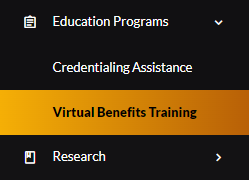 Education Programs
Credentialing Assistance
Virtual Benefits Training
Research